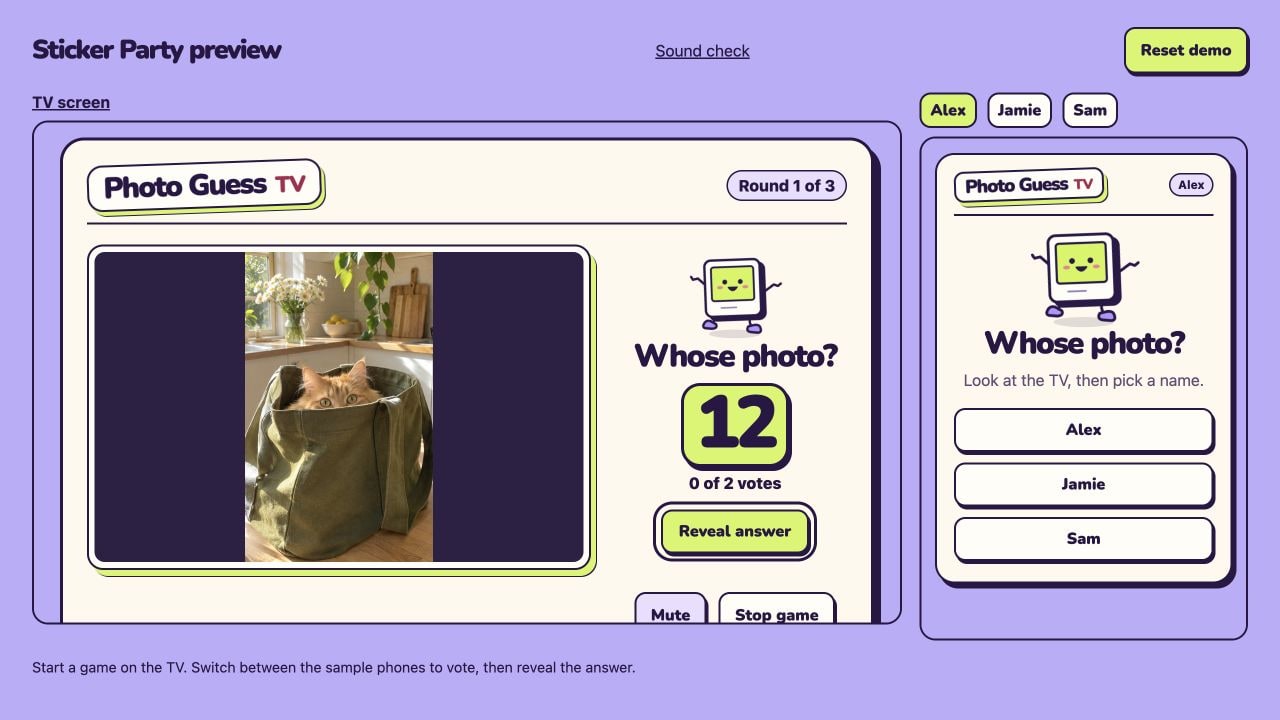 Sticker Party preview
Sound check
Reset demo
TV screen
Alex
Jamie
Sam
Photo Guess TV
Round 1 of 3
Whose photo?
12
0 of 2 votes
Reveal answer
Mute
Stop game
Photo Guess TV
Alex
Whose photo?
Look at the TV, then pick a name.
Alex
Jamie
Sam
Start a game on the TV. Switch between the sample phones to vote, then reveal the answer.